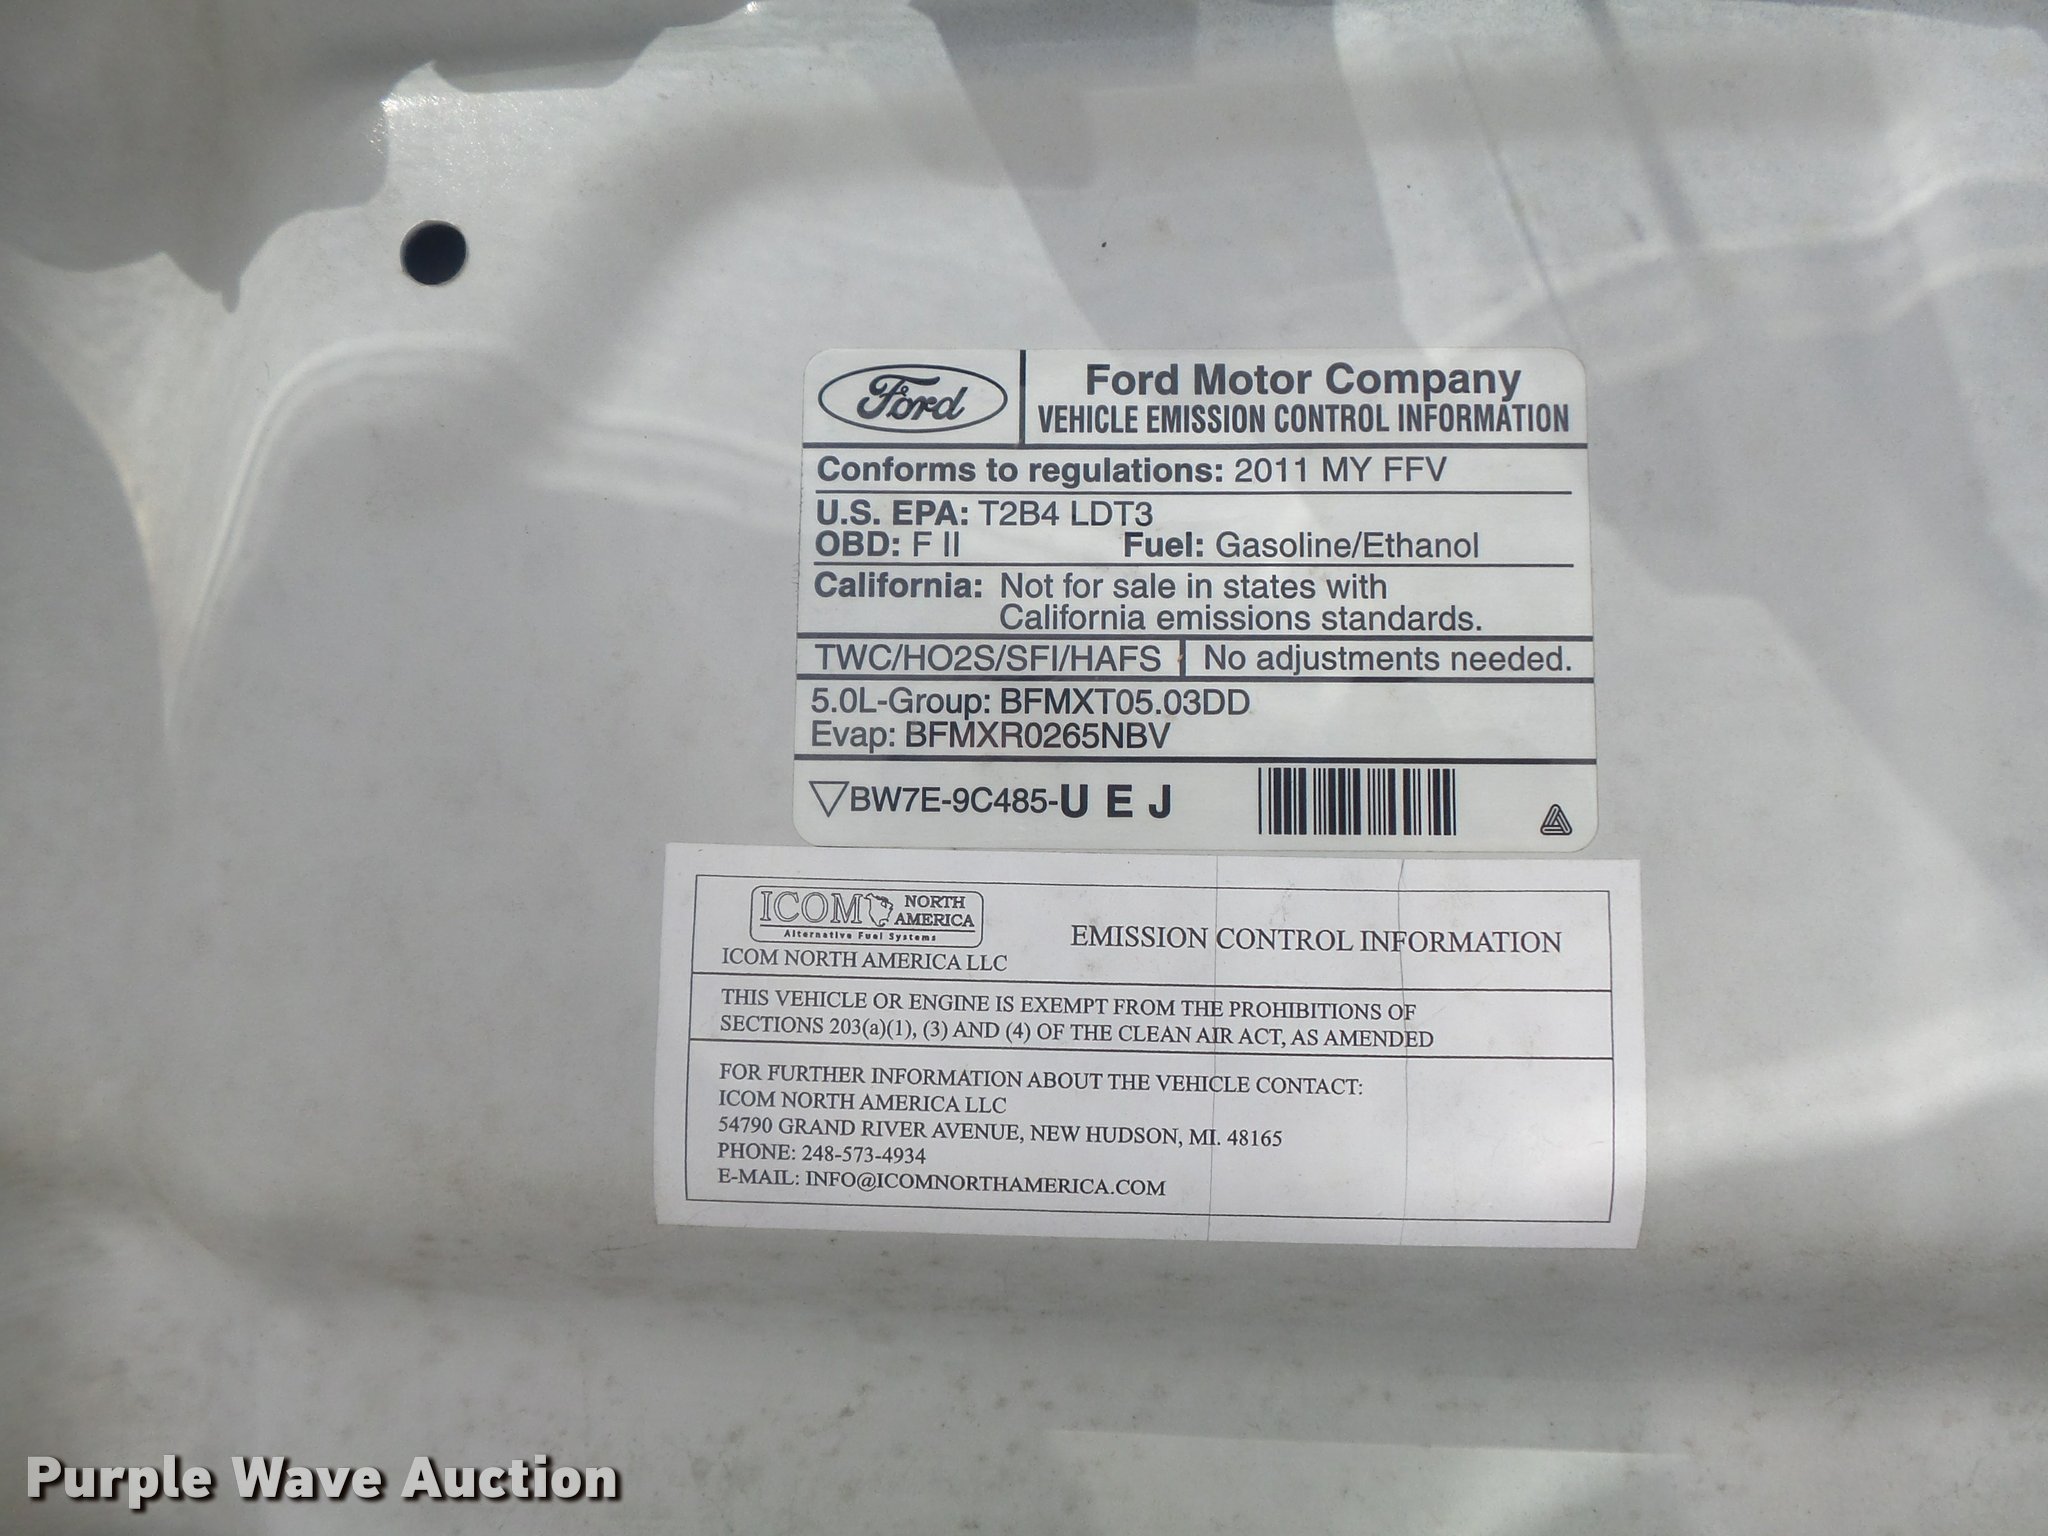 Ford
Ford Motor Company
VEHICLE EMISSION CONTROL INFORMATION
Conforms to regulations: 2011 MY FFV
U.S. EPA: T2B4 LDT3
OBD: F II Fuel: Gasoline/Ethanol
California: Not for sale in states with
California emissions standards.
TWC/HO2S/SFI/HAFS No adjustments needed.
5.0L-Group: BFMXT05.03DD
Evap: BFMXR0265NBV
BW7E-9C485-U E J
ICOM NORTH AMERICA
Alternative Fuel Systems
ICOM NORTH AMERICA LLC
EMISSION CONTROL INFORMATION
THIS VEHICLE OR ENGINE IS EXEMPT FROM THE PROHIBITIONS OF
SECTIONS 203(a)(1), (3) AND (4) OF THE CLEAN AIR ACT, AS AMENDED
FOR FURTHER INFORMATION ABOUT THE VEHICLE CONTACT:
ICOM NORTH AMERICA LLC
54790 GRAND RIVER AVENUE, NEW HUDSON, MI. 48165
PHONE: 248-573-4934
E-MAIL: INFO@ICOMNORTHAMERICA.COM
Purple Wave Auction